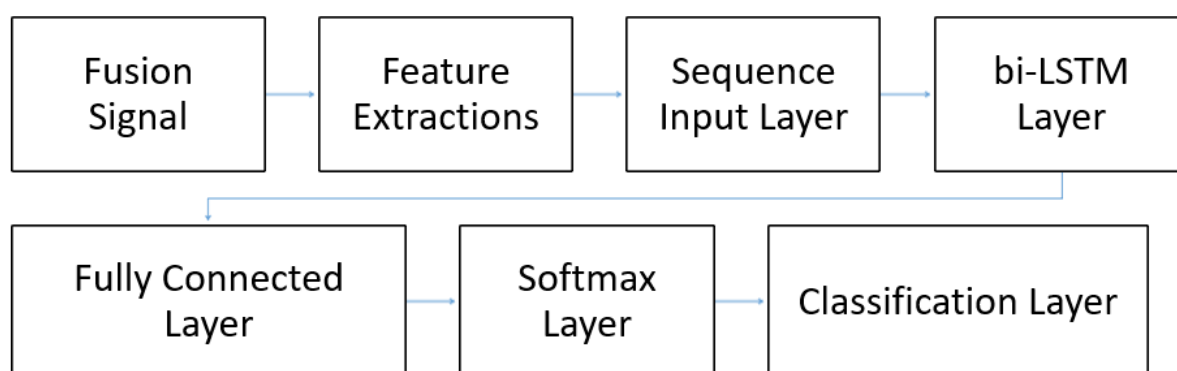 Fusion
Signal
Feature
Extractions
Sequence
Input Layer
bi-LSTM
Layer
Fully Connected
Layer
Softmax
Layer
Classification Layer